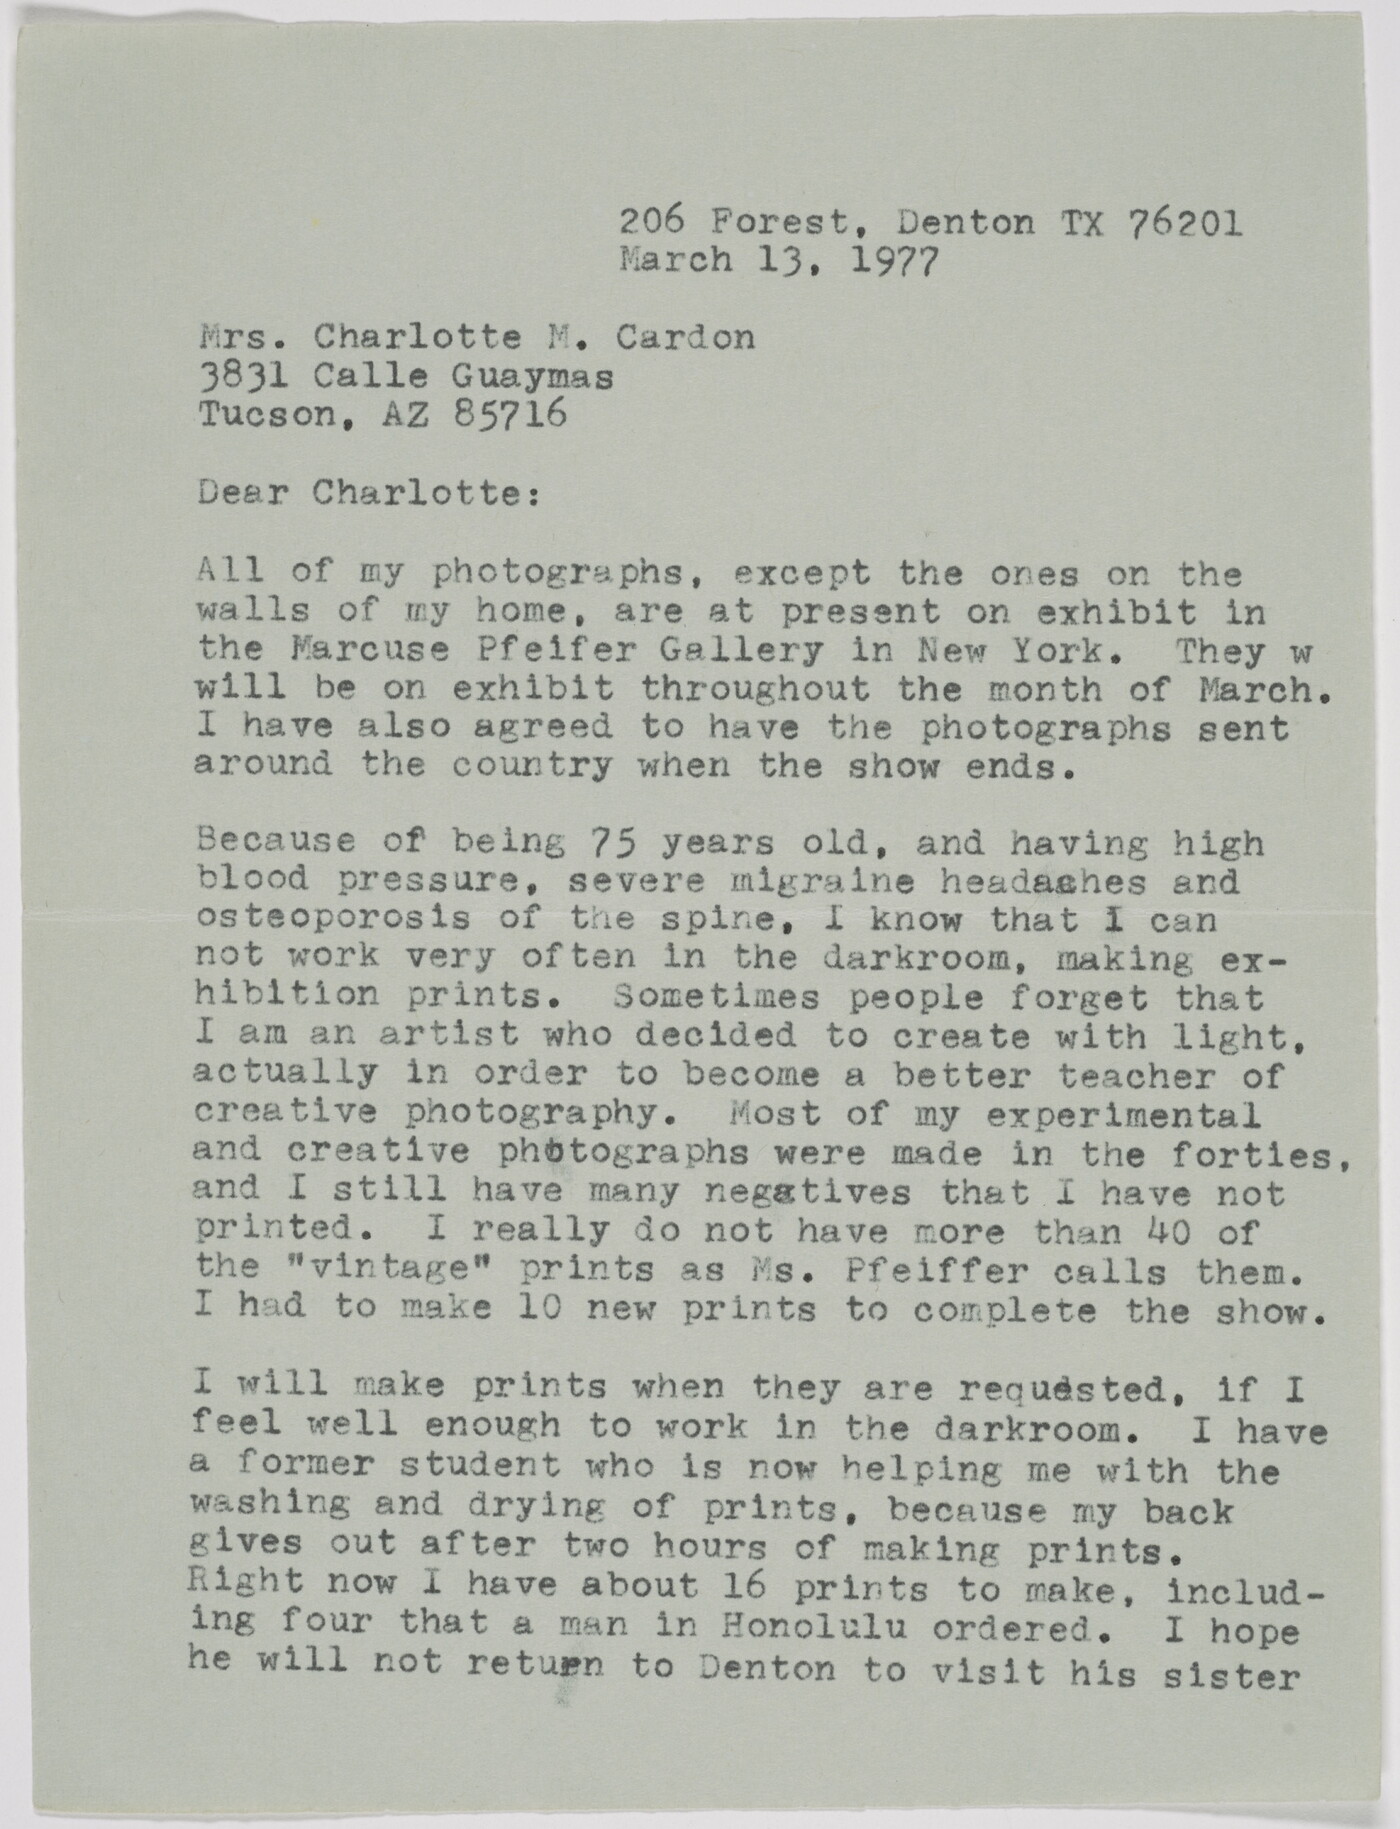 206 Forest, Denton TX 76201
March 13, 1977
Mrs. Charlotte M. Cardon
3831 Calle Guaymas
Tucson, AZ 85716
Dear Charlotte:
All of my photographs, except the ones on the
walls of my home, are at present on exhibit in
the Marcuse Pfeifer Gallery in New York.  They w
will be on exhibit throughout the month of March.
I have also agreed to have the photographs sent
around the country when the show ends.
Because of being 75 years old, and having high
blood pressure, severe migraine headaches and
osteoporosis of the spine, I know that I can
not work very often in the darkroom, making ex-
hibition prints.  Sometimes people forget that
I am an artist who decided to create with light,
actually in order to become a better teacher of
creative photography.  Most of my experimental
and creative photographs were made in the forties,
and I still have many negatives that I have not
printed.  I really do not have more than 40 of
the "vintage" prints as Ms. Pfeiffer calls them.
I had to make 10 new prints to complete the show.
I will make prints when they are requested, if I
feel well enough to work in the darkroom.  I have
a former student who is now helping me with the
washing and drying of prints, because my back
gives out after two hours of making prints.
Right now I have about 16 prints to make, includ-
ing four that a man in Honolulu ordered.  I hope
he will not return to Denton to visit his sister